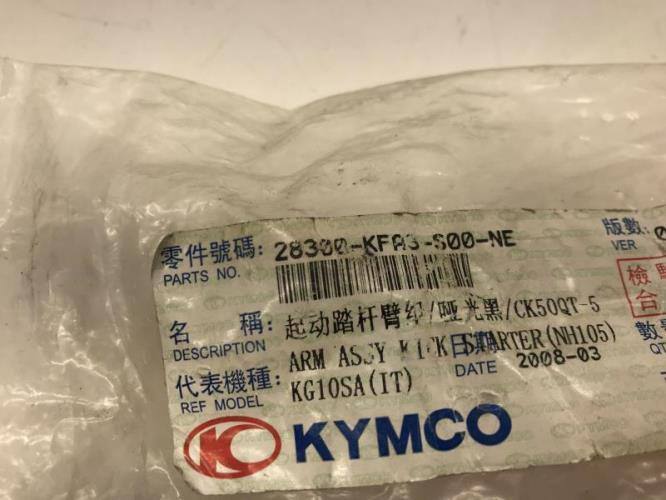 零件號碼: 28300-KFA3-S00-NE 版數:
PARTS NO. VER
檢
合
名 稱: 起动踏杆臂组/哑光黑/CK50QT-5
DESCRIPTION ARM ASSY KICK STARTER(NH105)
日期 2008-03
DATE
代表機種: KG10SA(IT)
REF MODEL
KYMCO